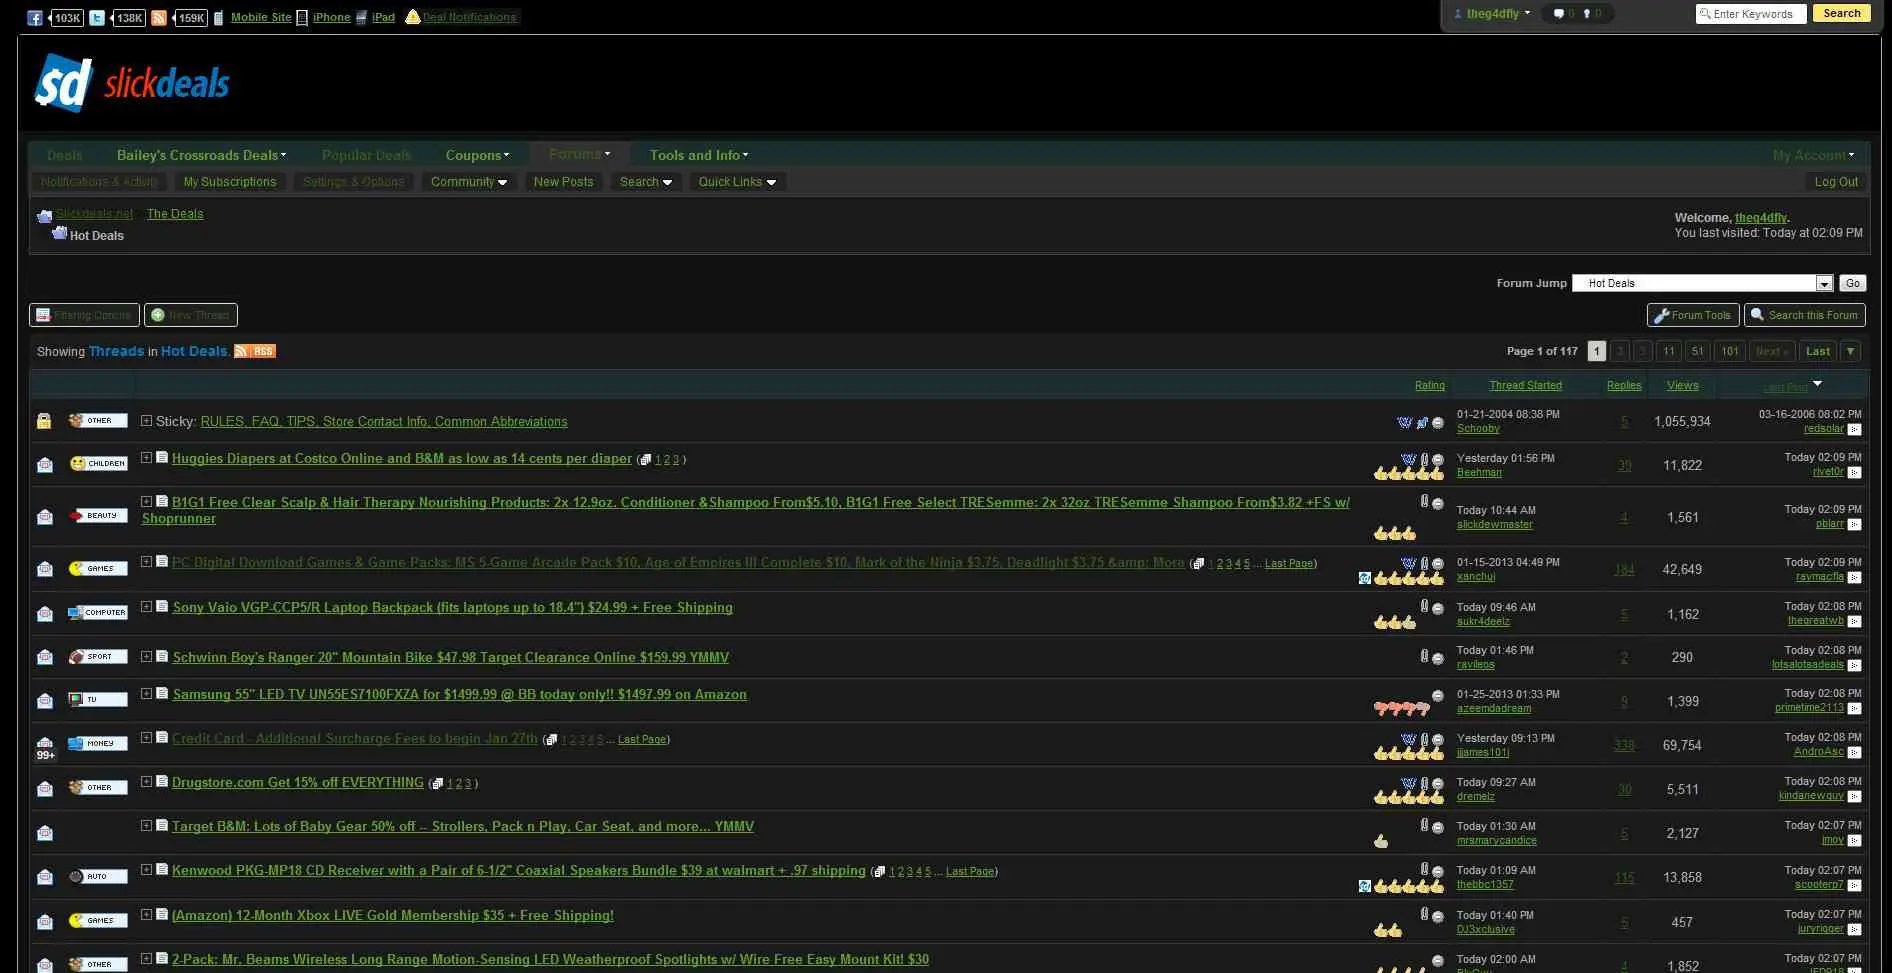 103K 138K 159K Mobile Site iPhone iPad Deal Notifications
theg4dfly 0 0 Enter Keywords Search
sd slickdeals
Deals Bailey's Crossroads Deals Popular Deals Coupons Forums Tools and Info My Account
Notifications & Activity My Subscriptions Settings & Options Community New Posts Search Quick Links Log Out
Slickdeals.net The Deals
Hot Deals
Welcome, theg4dfly.
You last visited: Today at 02:09 PM
Forum Jump Hot Deals Go
Filtering Options New Thread Forum Tools Search this Forum
Showing Threads in Hot Deals. RSS Page 1 of 117 1 2 3 11 51 101 Next » Last
Rating Thread Started Replies Views Last Post
OTHER Sticky: RULES, FAQ, TIPS, Store Contact Info, Common Abbreviations 01-21-2004 08:38 PM 5 1,055,934 03-16-2006 08:02 PM
Schooby redsolar
CHILDREN Huggies Diapers at Costco Online and B&M as low as 14 cents per diaper ( 1 2 3 ) Yesterday 01:56 PM 39 11,822 Today 02:09 PM
Beehman rivet0r
BEAUTY B1G1 Free Clear Scalp & Hair Therapy Nourishing Products: 2x 12.9oz. Conditioner &Shampoo From$5.10, B1G1 Free Select TRESemme: 2x 32oz TRESemme Shampoo From$3.82 +FS w/
Shoprunner Today 10:44 AM 4 1,561 Today 02:09 PM
slickdewmaster pblarr
GAMES PC Digital Download Games & Game Packs: MS 5-Game Arcade Pack $10, Age of Empires III Complete $10, Mark of the Ninja $3.75, Deadlight $3.75 &amp; More ( 1 2 3 4 5 ... Last Page) 01-15-2013 04:49 PM 184 42,649 Today 02:09 PM
xanchui raymacfla
COMPUTER Sony Vaio VGP-CCP5/R Laptop Backpack (fits laptops up to 18.4") $24.99 + Free Shipping Today 09:46 AM 5 1,162 Today 02:08 PM
sukr4deelz thegreatwb
SPORT Schwinn Boy's Ranger 20" Mountain Bike $47.98 Target Clearance Online $159.99 YMMV Today 01:46 PM 2 290 Today 02:08 PM
ravileos lotsalotsadeals
TV Samsung 55" LED TV UN55ES7100FXZA for $1499.99 @ BB today only!! $1497.99 on Amazon 01-25-2013 01:33 PM 9 1,399 Today 02:08 PM
azeemdadream primetime2113
99+ MONEY Credit Card - Additional Surcharge Fees to begin Jan 27th ( 1 2 3 4 5 ... Last Page) Yesterday 09:13 PM 338 69,754 Today 02:08 PM
jjjames101j AndroAsc
OTHER Drugstore.com Get 15% off EVERYTHING ( 1 2 3 ) Today 09:27 AM 30 5,511 Today 02:08 PM
dremelz kindanewguy
Target B&M: Lots of Baby Gear 50% off -- Strollers, Pack n Play, Car Seat, and more... YMMV Today 01:30 AM 5 2,127 Today 02:07 PM
mrsmarycandice jmoy
AUTO Kenwood PKG-MP18 CD Receiver with a Pair of 6-1/2" Coaxial Speakers Bundle $39 at walmart + .97 shipping ( 1 2 3 4 5 ... Last Page) Today 01:09 AM 115 13,858 Today 02:07 PM
thebbc1357 scooterp7
GAMES (Amazon) 12-Month Xbox LIVE Gold Membership $35 + Free Shipping! Today 01:40 PM 5 457 Today 02:07 PM
DJ3xclusive juryrigger
OTHER 2-Pack: Mr. Beams Wireless Long Range Motion-Sensing LED Weatherproof Spotlights w/ Wire Free Easy Mount Kit! $30 Today 02:00 AM 4 1,852 Today 02:07 PM